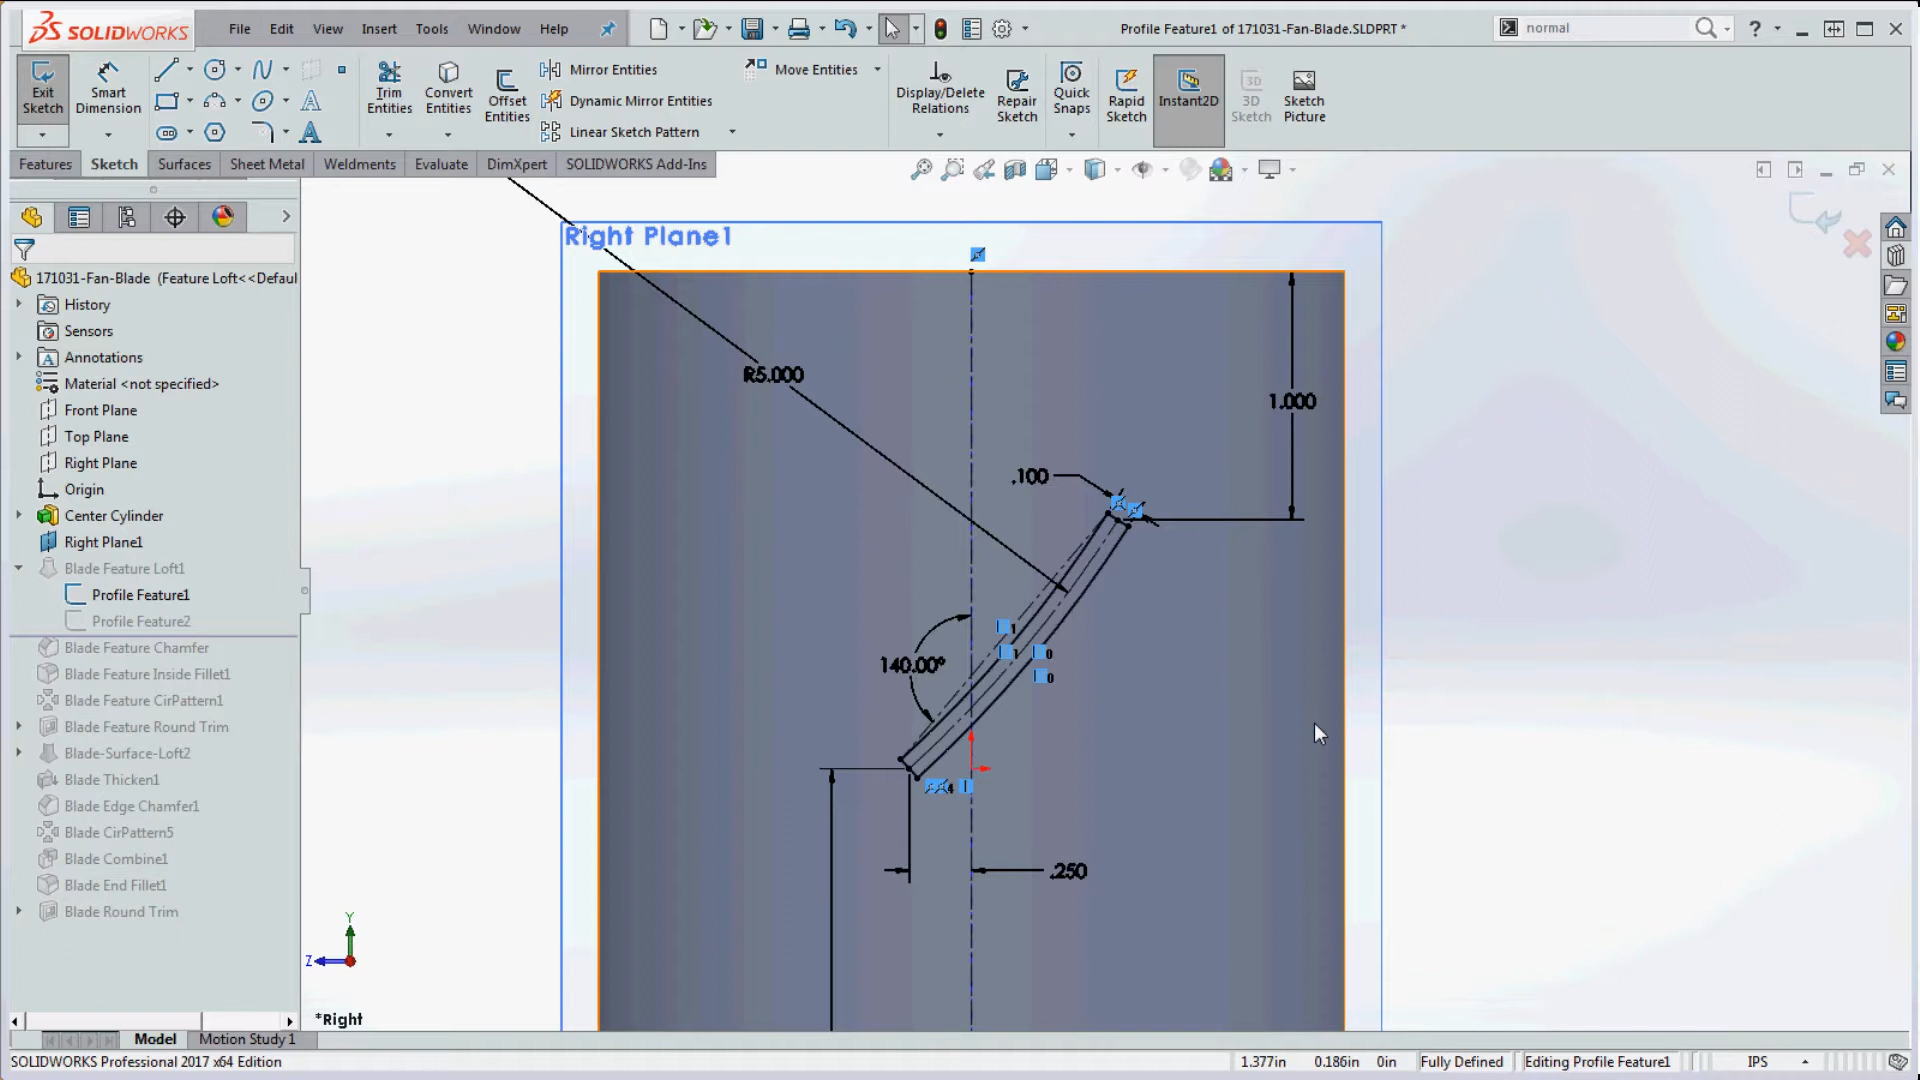 SOLIDWORKS
File Edit View Insert Tools Window Help
Profile Feature1 of 171031-Fan-Blade.SLDPRT *
normal
Exit Sketch
Smart Dimension
Trim Entities
Convert Entities
Offset Entities
Mirror Entities
Dynamic Mirror Entities
Linear Sketch Pattern
Move Entities
Display/Delete Relations
Repair Sketch
Quick Snaps
Rapid Sketch
Instant2D
3D Sketch
Sketch Picture
Features Sketch Surfaces Sheet Metal Weldments Evaluate DimXpert SOLIDWORKS Add-Ins
171031-Fan-Blade (Feature Loft<<Defaul
History
Sensors
Annotations
Material <not specified>
Front Plane
Top Plane
Right Plane
Origin
Center Cylinder
Right Plane1
Blade Feature Loft1
Profile Feature1
Profile Feature2
Blade Feature Chamfer
Blade Feature Inside Fillet1
Blade Feature CirPattern1
Blade Feature Round Trim
Blade-Surface-Loft2
Blade Thicken1
Blade Edge Chamfer1
Blade CirPattern5
Blade Combine1
Blade End Fillet1
Blade Round Trim
Right Plane1
R5.000
1.000
.100
140.00°
.250
Y
Z
*Right
Model Motion Study 1
SOLIDWORKS Professional 2017 x64 Edition
1.377in 0.186in 0in Fully Defined Editing Profile Feature1 IPS